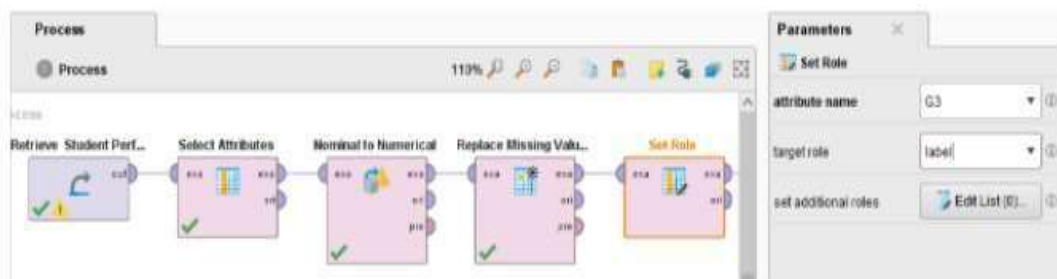 Process
Process
110%
Retrieve Student Perf...
Select Attributes
Nominal to Numerical
Replace Missing Valu...
Set Role
out
exa
exa
ori
exa
exa
ori
pre
exa
exa
ori
pre
exa
exa
ori
Parameters
Set Role
attribute name
G3
target role
label
set additional roles
Edit List (0)...